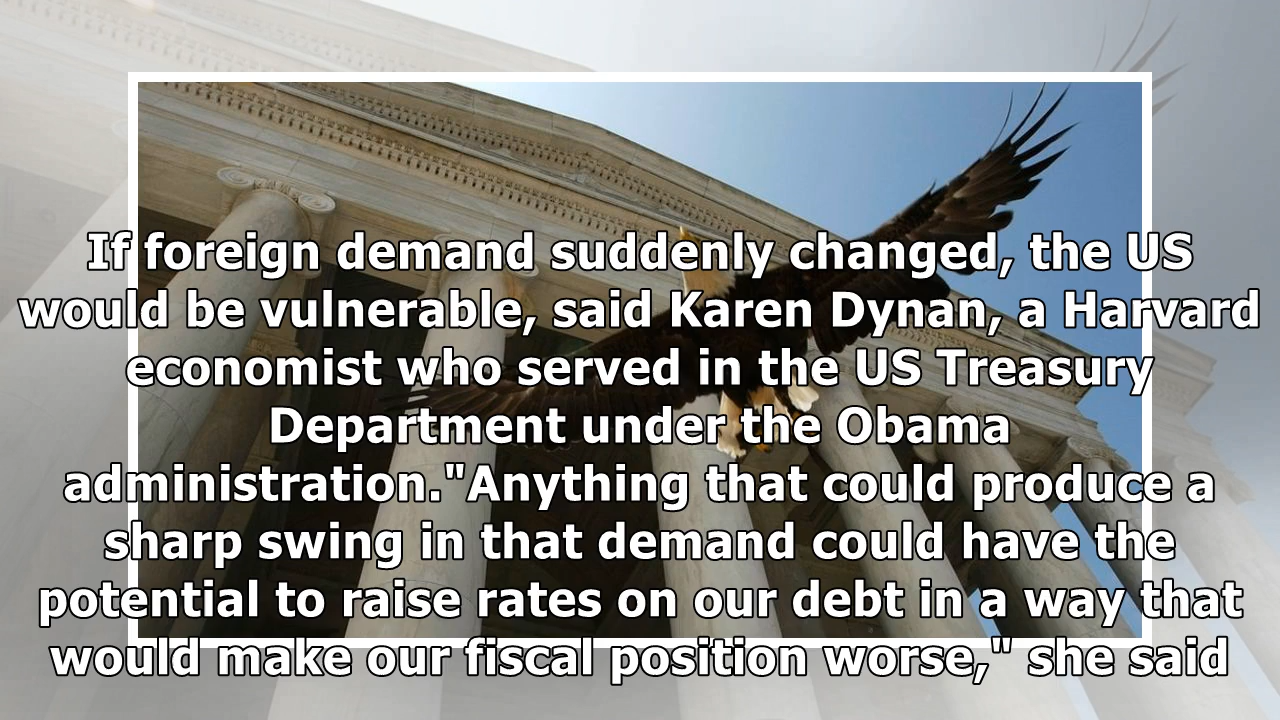 If foreign demand suddenly changed, the US
would be vulnerable, said Karen Dynan, a Harvard
economist who served in the US Treasury
Department under the Obama
administration."Anything that could produce a
sharp swing in that demand could have the
potential to raise rates on our debt in a way that
would make our fiscal position worse," she said